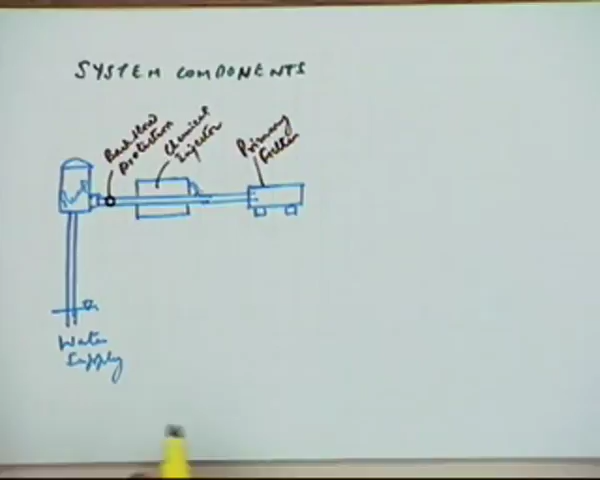 SYSTEM COMPONENTS
Backflow
Protection
Chemical
Injector
Primary
Filter
Water
Supply